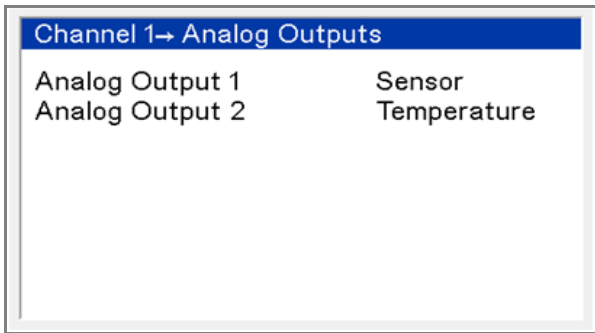 Channel 1→ Analog Outputs
Analog Output 1 Sensor
Analog Output 2 Temperature